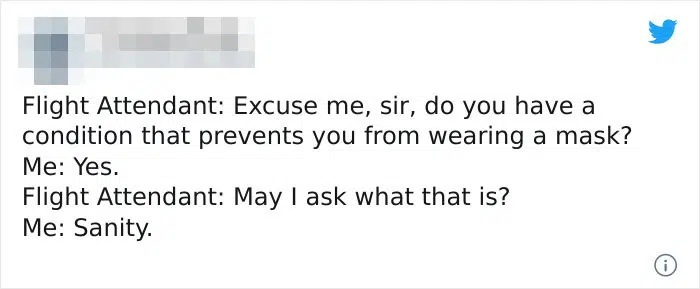 Flight Attendant: Excuse me, sir, do you have a
condition that prevents you from wearing a mask?
Me: Yes.
Flight Attendant: May I ask what that is?
Me: Sanity.